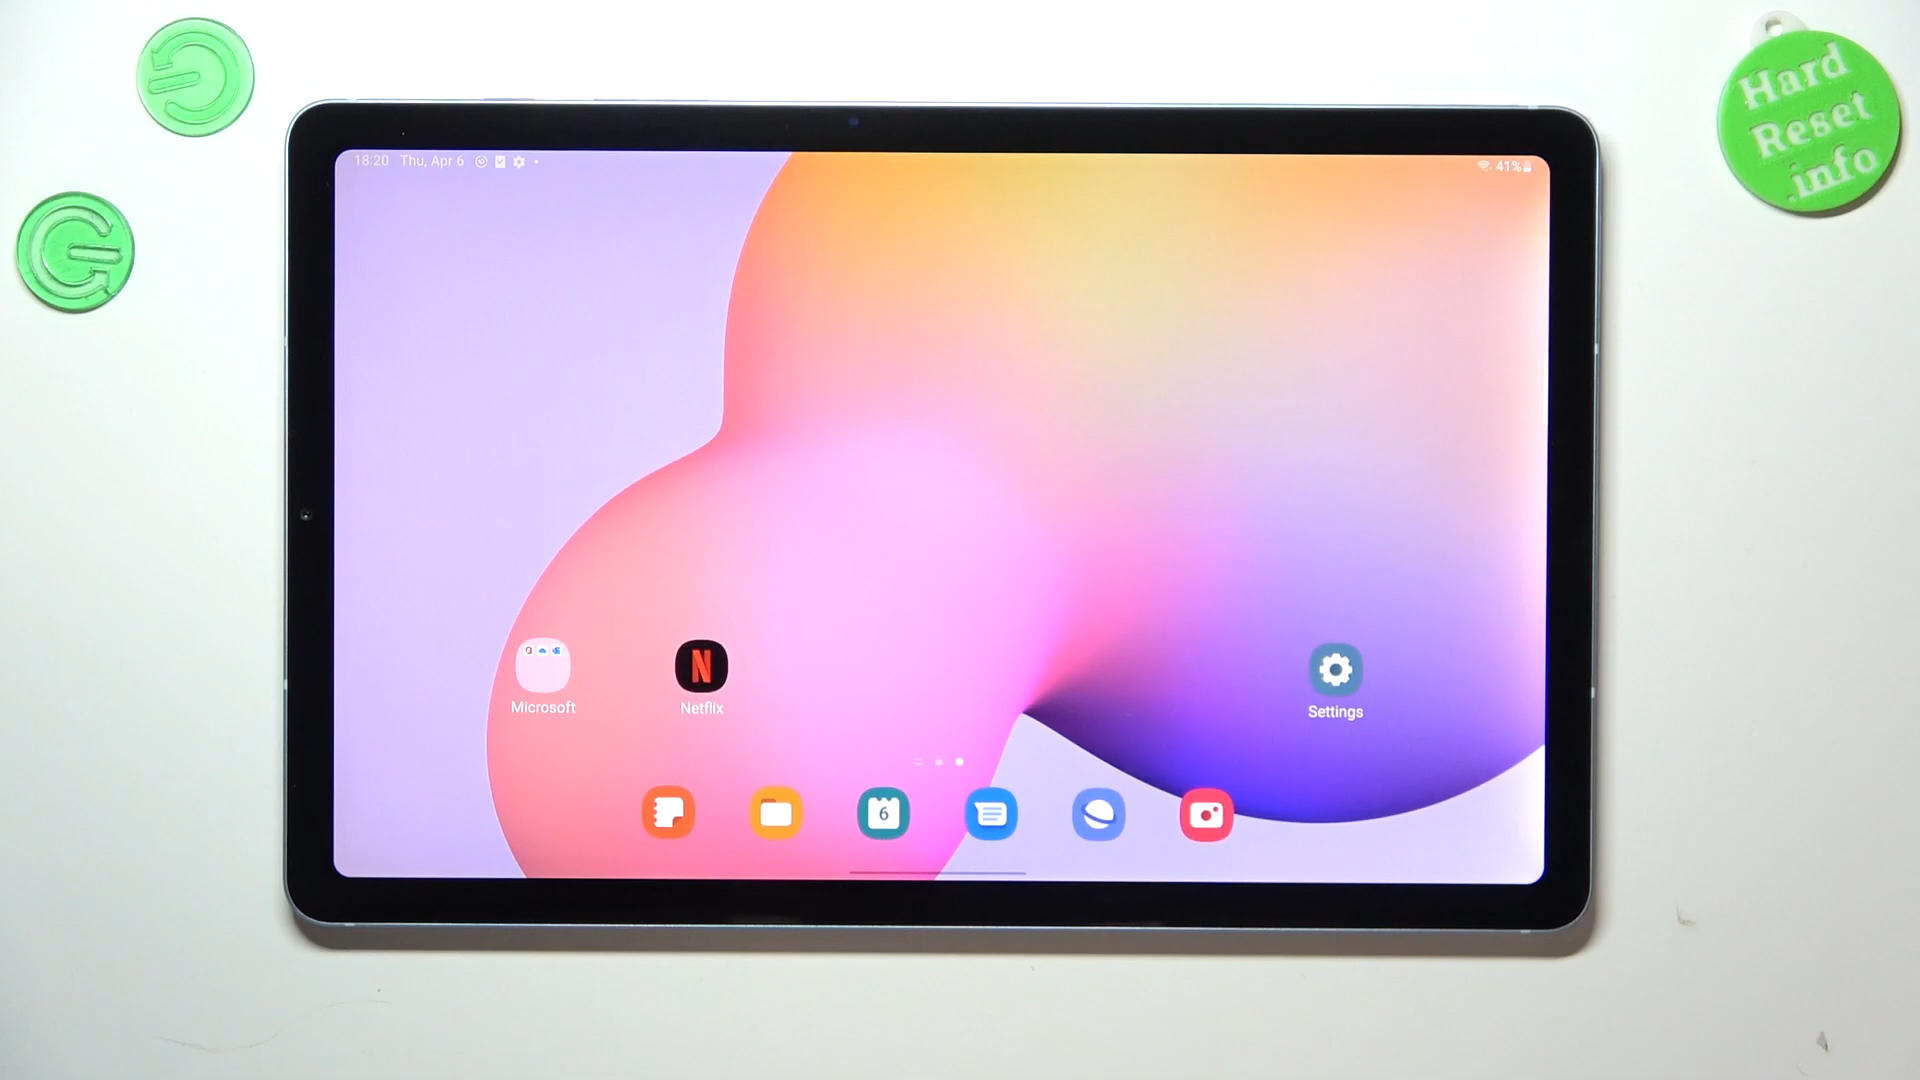 Hard
Reset
.info
18:20 Thu, Apr 6
41%
Microsoft
Netflix
Settings
N
6